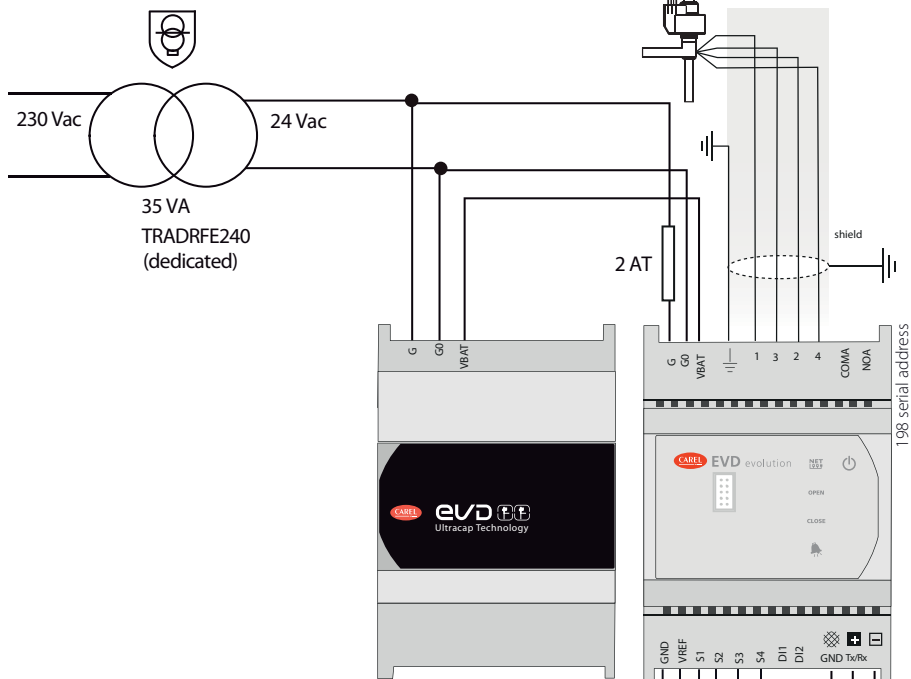 230 Vac
24 Vac
35 VA
TRADRFE240
(dedicated)
2 AT
shield
G
G0
VBAT
G
G0
VBAT
1
3
2
4
COMA
NOA
198 serial address
CAREL
EVD evolution
NET
OPEN
CLOSE
CAREL
evd
Ultracap Technology
GND
VREF
S1
S2
S3
S4
DI1
DI2
GND Tx/Rx